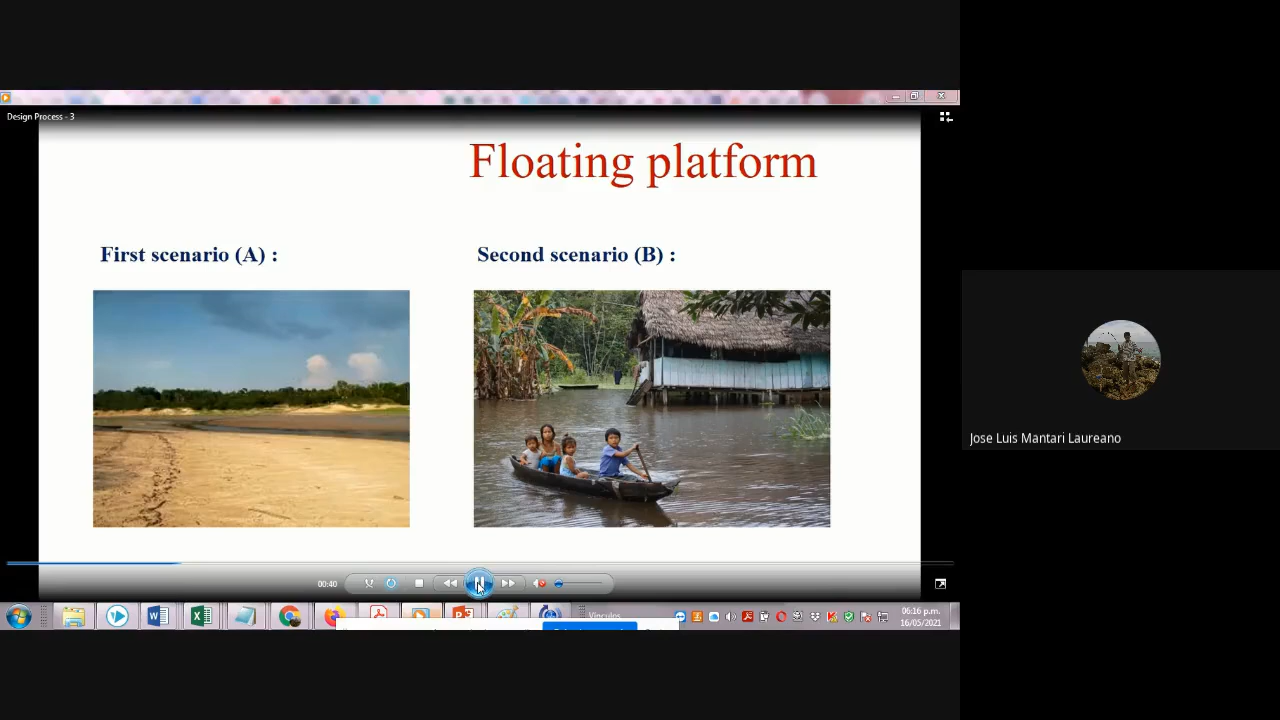 Design Process - 3
Floating platform
First scenario (A) :
Second scenario (B) :
Jose Luis Mantari Laureano
00:40
Vínculos
06:16 p.m.
16/05/2021